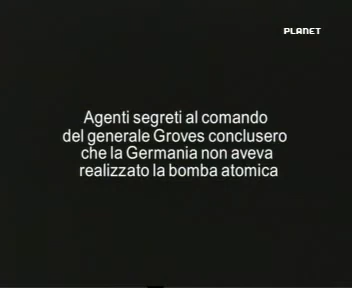 PLANET
Agenti segreti al comando
del generale Groves conclusero
che la Germania non aveva
realizzato la bomba atomica